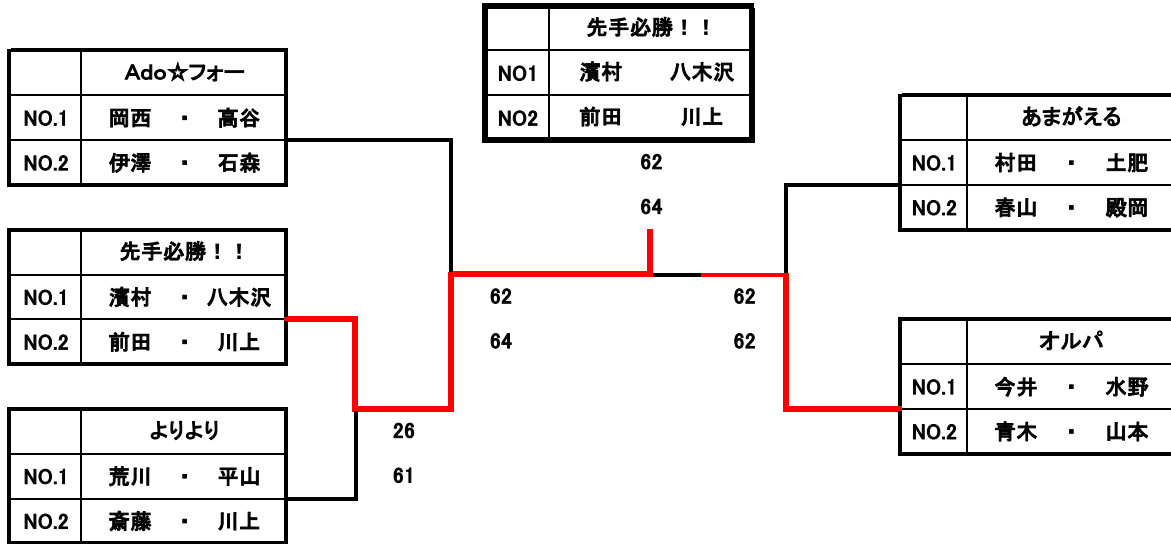 先手必勝！！
NO1 濱村 八木沢
NO2 前田 川上
62
64
Ado☆フォー
NO.1 岡西 ・ 高谷
NO.2 伊澤 ・ 石森
先手必勝！！
NO.1 濱村 ・ 八木沢
NO.2 前田 ・ 川上
よりより
NO.1 荒川 ・ 平山
NO.2 斎藤 ・ 川上
26
61
62
64
62
62
あまがえる
NO.1 村田 ・ 土肥
NO.2 春山 ・ 殿岡
オルパ
NO.1 今井 ・ 水野
NO.2 青木 ・ 山本